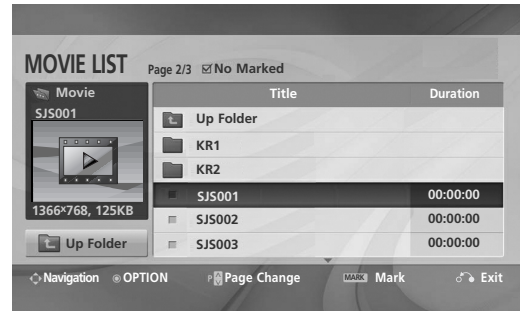 MOVIE LIST Page 2/3 ☑No Marked
Movie
SJS001
1366×768, 125KB
Up Folder
Title Duration
Up Folder
KR1
KR2
SJS001 00:00:00
SJS002 00:00:00
SJS003 00:00:00
Navigation OPTION P Page Change MARK Mark Exit